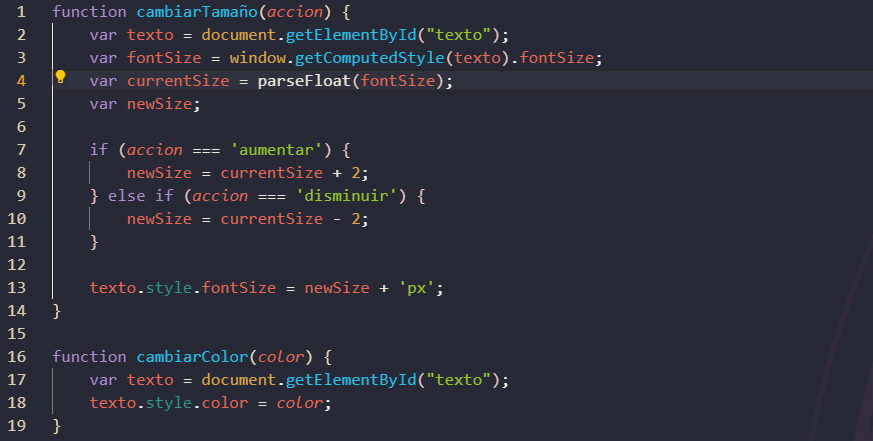 1 function cambiarTamaño(accion) {
2     var texto = document.getElementById("texto");
3     var fontSize = window.getComputedStyle(texto).fontSize;
4     var currentSize = parseFloat(fontSize);
5     var newSize;
6
7     if (accion === 'aumentar') {
8         newSize = currentSize + 2;
9     } else if (accion === 'disminuir') {
10         newSize = currentSize - 2;
11     }
12
13     texto.style.fontSize = newSize + 'px';
14 }
15
16 function cambiarColor(color) {
17     var texto = document.getElementById("texto");
18     texto.style.color = color;
19 }